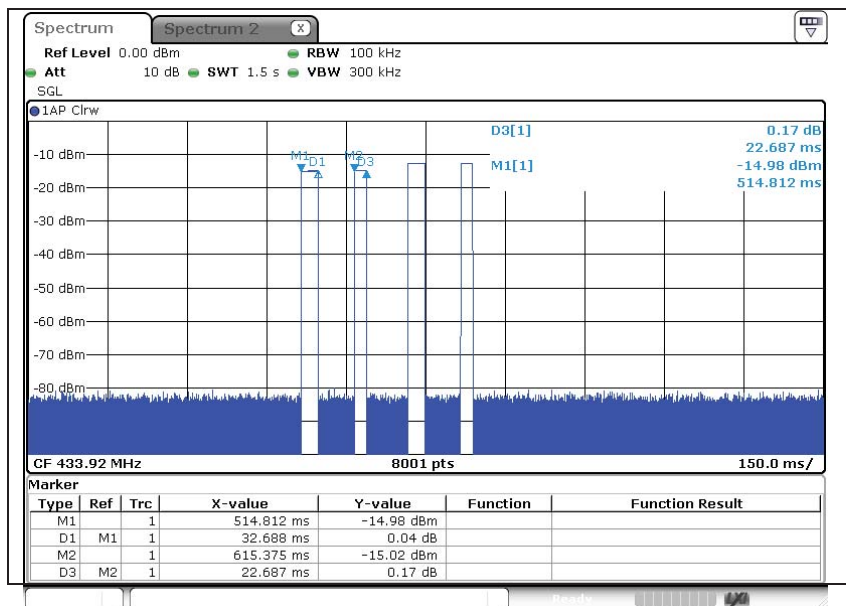 Spectrum Spectrum 2 X
Ref Level 0.00 dBm RBW 100 kHz
Att 10 dB SWT 1.5 s VBW 300 kHz
SGL
1AP Clrw
D3[1] 0.17 dB
22.687 ms
M1[1] -14.98 dBm
514.812 ms
M1 D1 M2 D3
-10 dBm
-20 dBm
-30 dBm
-40 dBm
-50 dBm
-60 dBm
-70 dBm
-80 dBm
CF 433.92 MHz 8001 pts 150.0 ms/
Marker
Type Ref Trc X-value Y-value Function Function Result
M1 1 514.812 ms -14.98 dBm
D1 M1 1 32.688 ms 0.04 dB
M2 1 615.375 ms -15.02 dBm
D3 M2 1 22.687 ms 0.17 dB
Ready